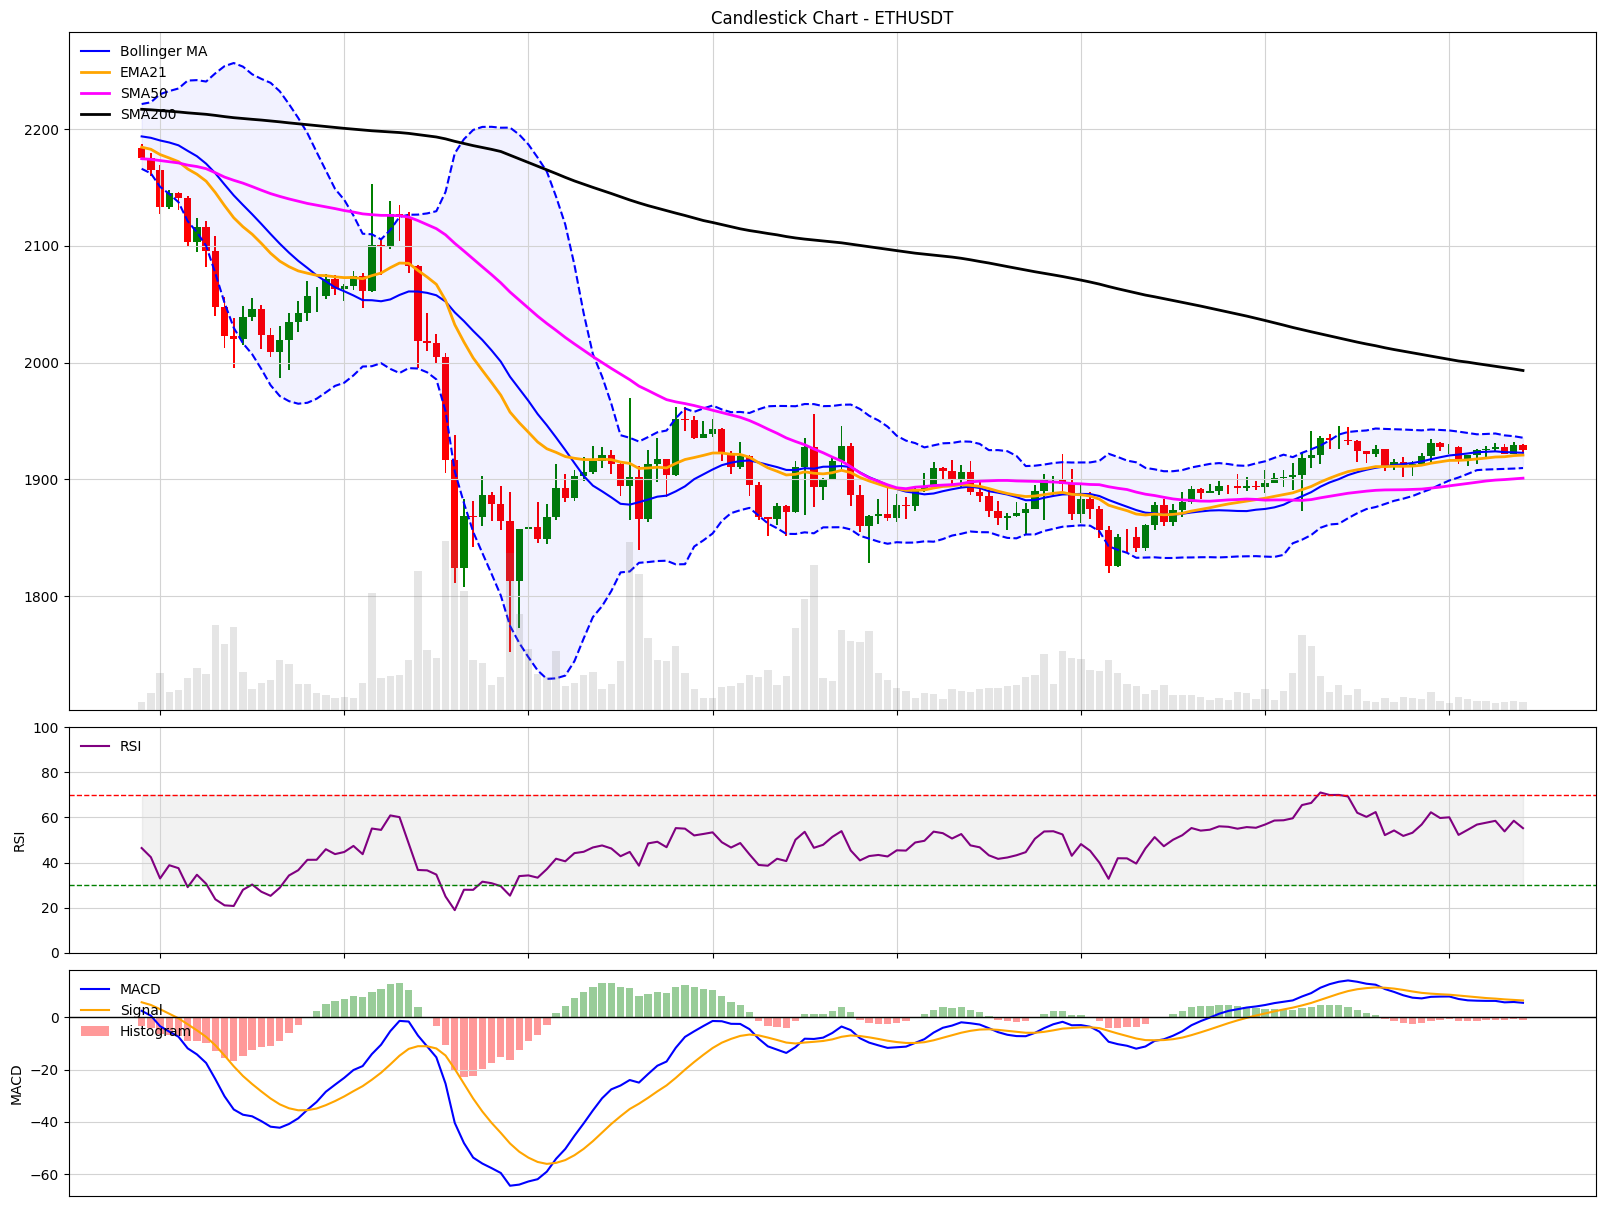 Candlestick Chart - ETHUSDT
Bollinger MA
EMA21
SMA50
SMA200
2200
2100
2000
1900
1800
RSI
100
80
60
40
20
0
RSI
MACD
Signal
Histogram
0
−20
−40
−60
MACD